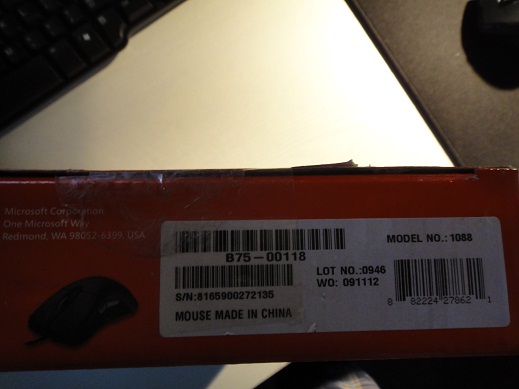 Microsoft Corporation
One Microsoft Way
Redmond, WA 98052-6399 USA
B75-00118
MODEL NO.:1088
LOT NO.:0946
WO: 091112
S/N:8165900272135
MOUSE MADE IN CHINA
8 82224 27862 1